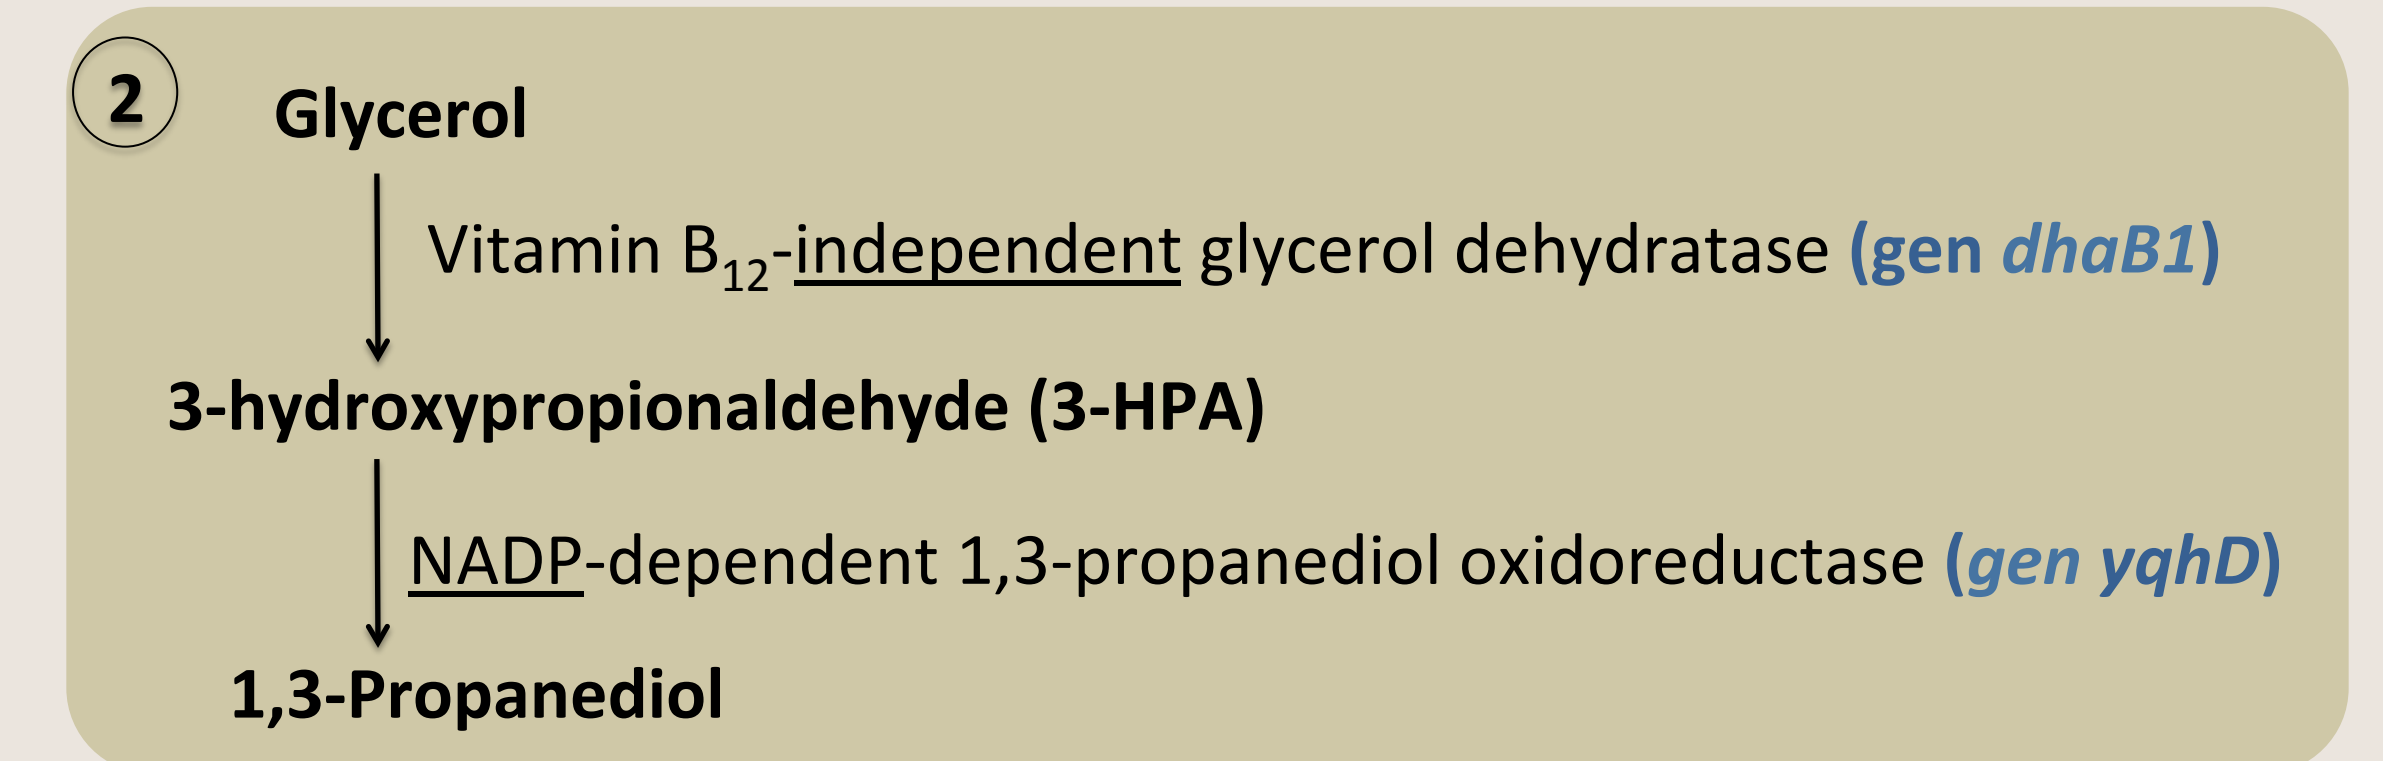 2
Glycerol
Vitamin B₁₂-independent glycerol dehydratase (gen dhaB1)
3-hydroxypropionaldehyde (3-HPA)
NADP-dependent 1,3-propanediol oxidoreductase (gen yqhD)
1,3-Propanediol